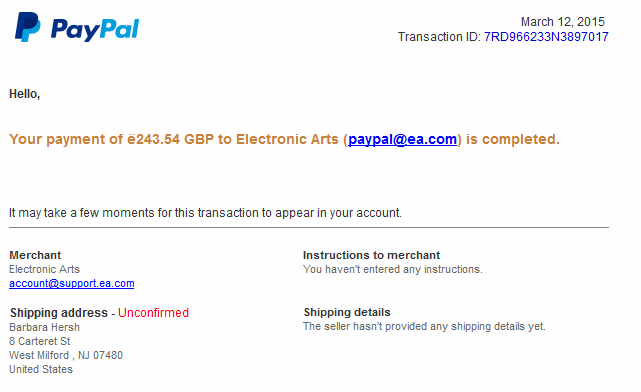 PayPal
March 12, 2015
Transaction ID: 7RD966233N3897017
Hello,
Your payment of ë243.54 GBP to Electronic Arts (paypal@ea.com) is completed.
It may take a few moments for this transaction to appear in your account.
Merchant
Electronic Arts
account@support.ea.com
Instructions to merchant
You haven't entered any instructions.
Shipping address - Unconfirmed
Barbara Hersh
8 Carteret St
West Milford , NJ 07480
United States
Shipping details
The seller hasn't provided any shipping details yet.